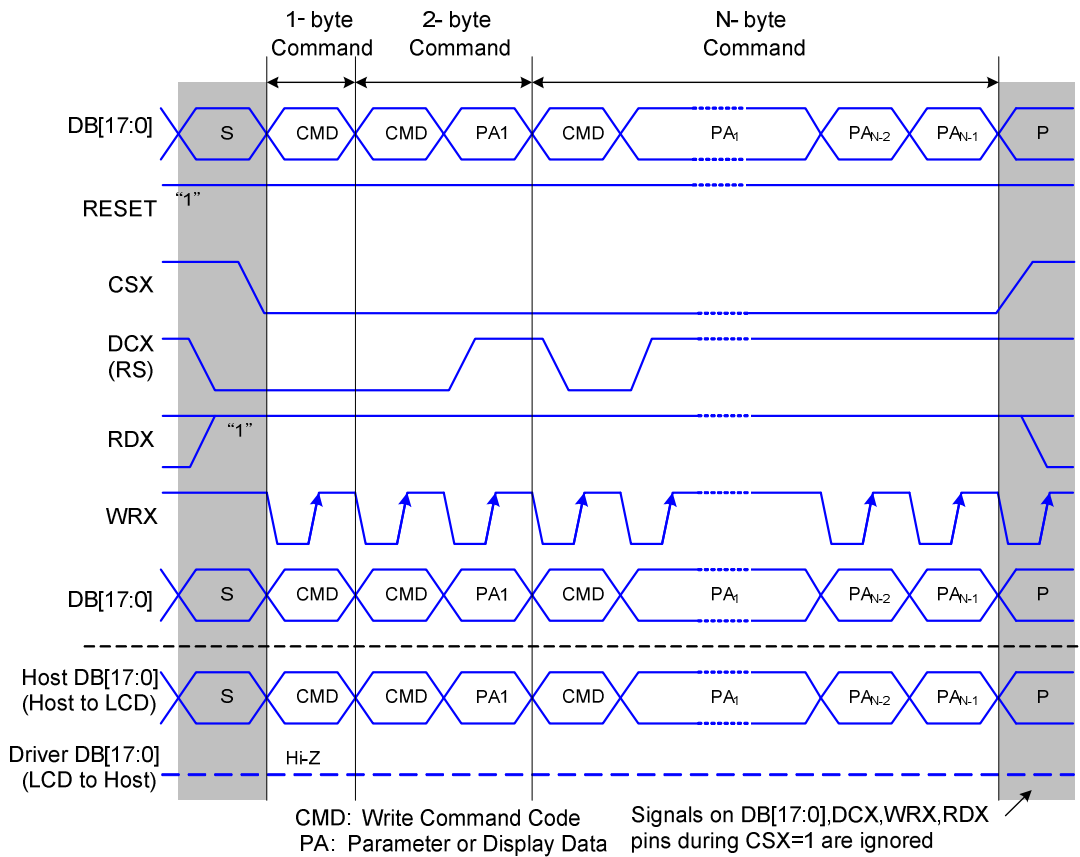 1- byte Command
2- byte Command
N- byte Command
DB[17:0]
S CMD CMD PA1 CMD PA1 PAN-2 PAN-1 P
RESET
“1”
CSX
DCX
(RS)
RDX
“1”
WRX
DB[17:0]
S CMD CMD PA1 CMD PA1 PAN-2 PAN-1 P
Host DB[17:0]
(Host to LCD)
S CMD CMD PA1 CMD PA1 PAN-2 PAN-1 P
Driver DB[17:0]
(LCD to Host)
Hi-Z
CMD: Write Command Code
PA: Parameter or Display Data
Signals on DB[17:0],DCX,WRX,RDX
pins during CSX=1 are ignored